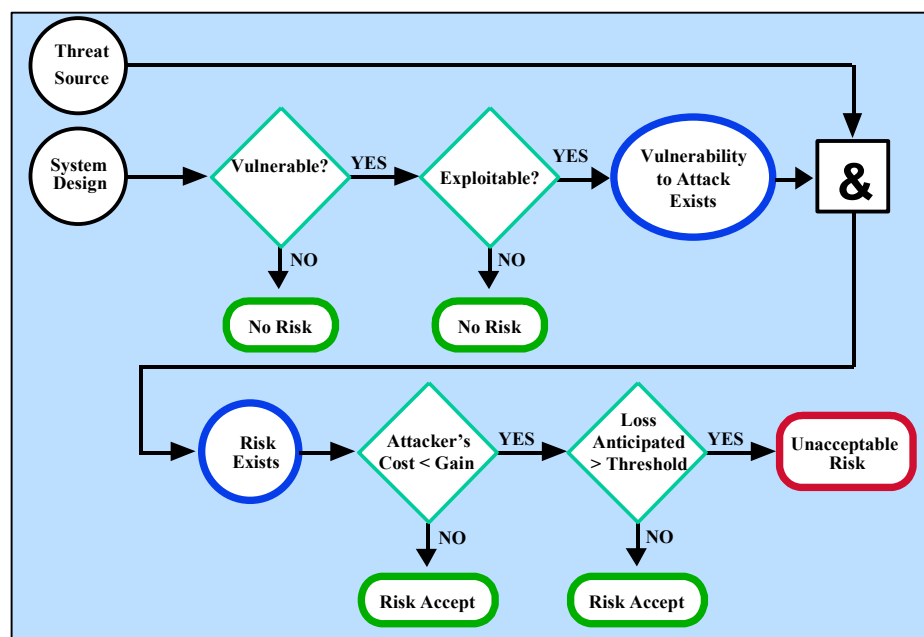 Threat
Source
System
Design
Vulnerable?
YES
Exploitable?
YES
Vulnerability
to Attack
Exists
&
NO
NO
No Risk
No Risk
Risk
Exists
Attacker’s
Cost < Gain
YES
Loss
Anticipated
> Threshold
YES
Unacceptable
Risk
NO
NO
Risk Accept
Risk Accept